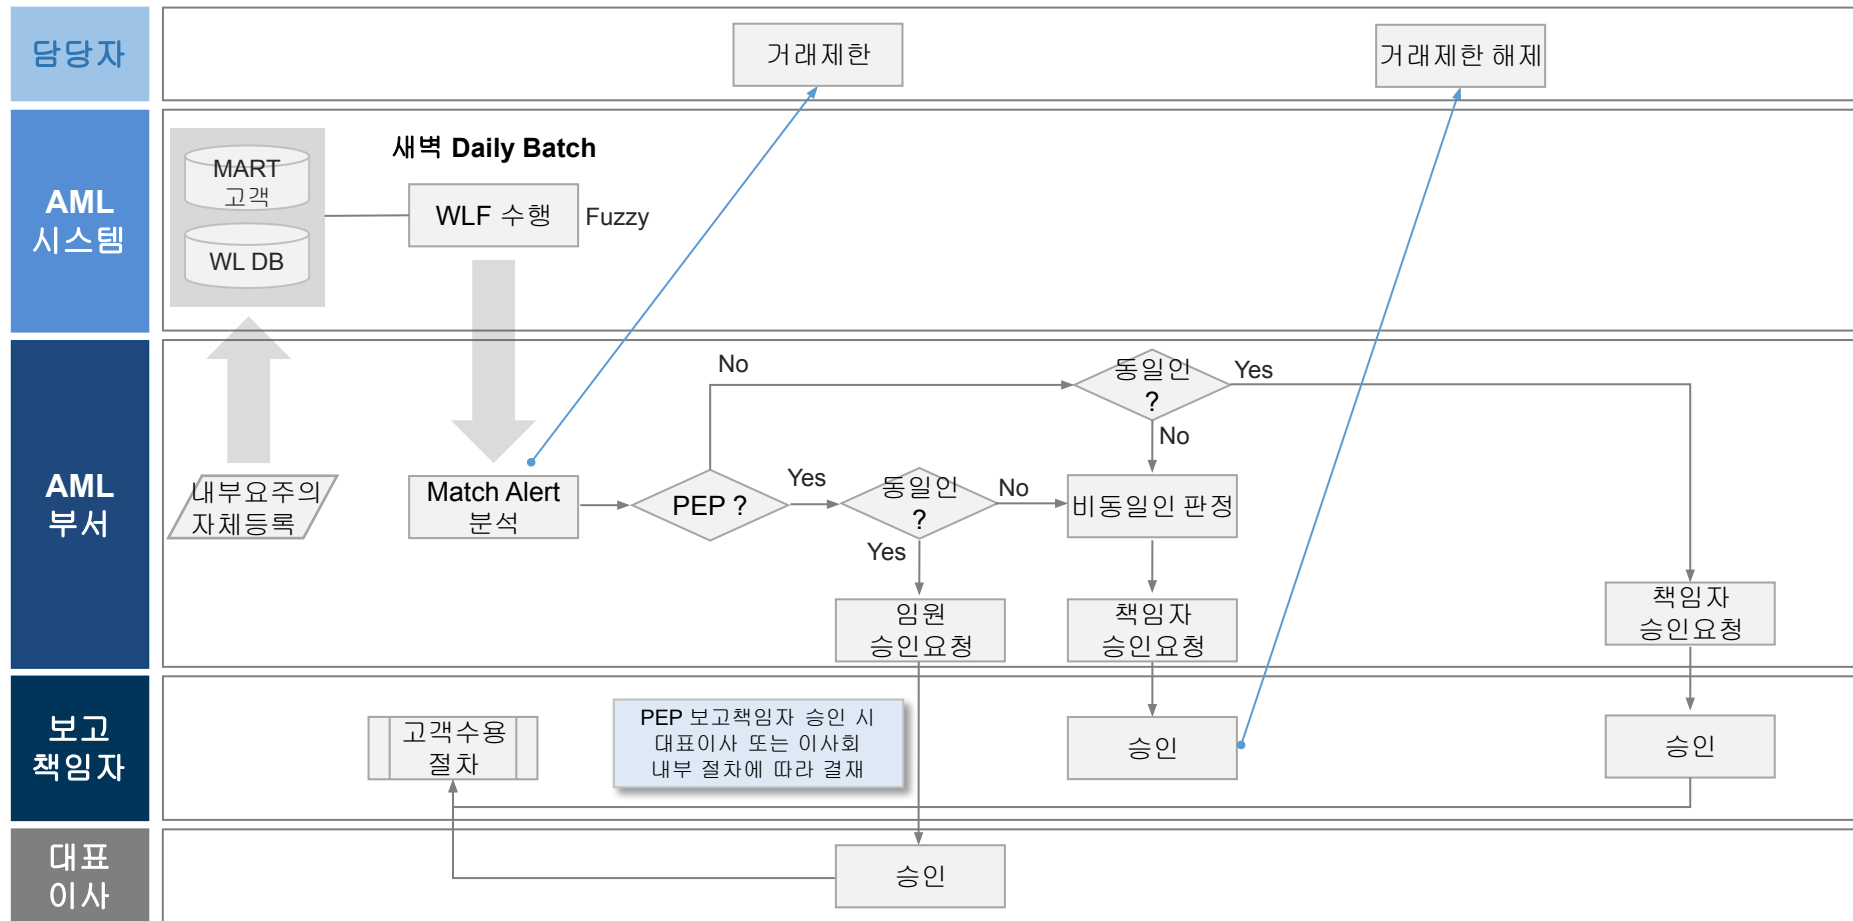 담당자
거래제한
거래제한 해제
AML
시스템
MART
고객
WL DB
새벽 Daily Batch
WLF 수행
Fuzzy
AML
부서
내부요주의
자체등록
Match Alert
분석
PEP ?
No
Yes
동일인
?
No
Yes
동일인
?
Yes
No
비동일인 판정
임원
승인요청
책임자
승인요청
책임자
승인요청
보고
책임자
고객수용
절차
PEP 보고책임자 승인 시
대표이사 또는 이사회
내부 절차에 따라 결재
승인
승인
대표
이사
승인